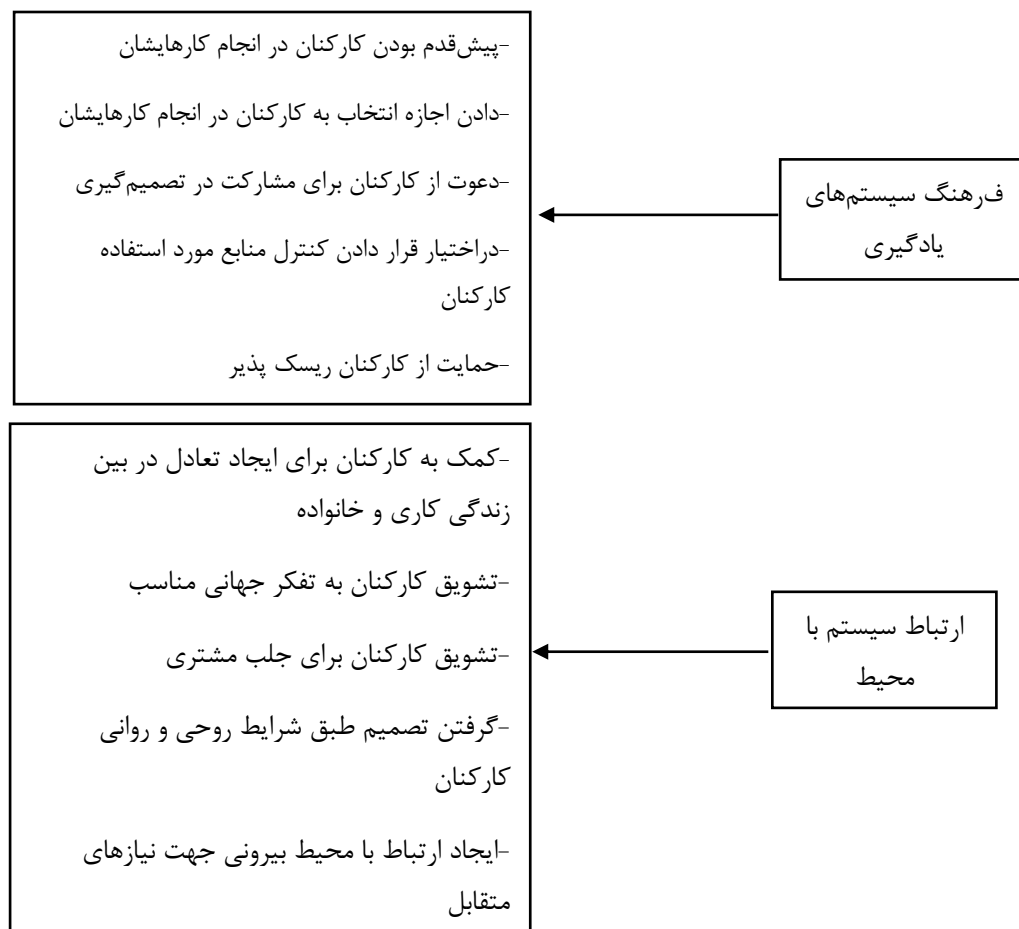 -پیش‌قدم بودن کارکنان در انجام کارهایشان
-دادن اجازه انتخاب به کارکنان در انجام کارهایشان
-دعوت از کارکنان برای مشارکت در تصمیم‌گیری
-دراختیار قرار دادن کنترل منابع مورد استفاده
کارکنان
-حمایت از کارکنان ریسک پذیر
فرهنگ سیستم‌های
یادگیری
-کمک به کارکنان برای ایجاد تعادل در بین
زندگی کاری و خانواده
-تشویق کارکنان به تفکر جهانی مناسب
-تشویق کارکنان برای جلب مشتری
-گرفتن تصمیم طبق شرایط روحی و روانی
کارکنان
-ایجاد ارتباط با محیط بیرونی جهت نیازهای
متقابل
ارتباط سیستم با
محیط